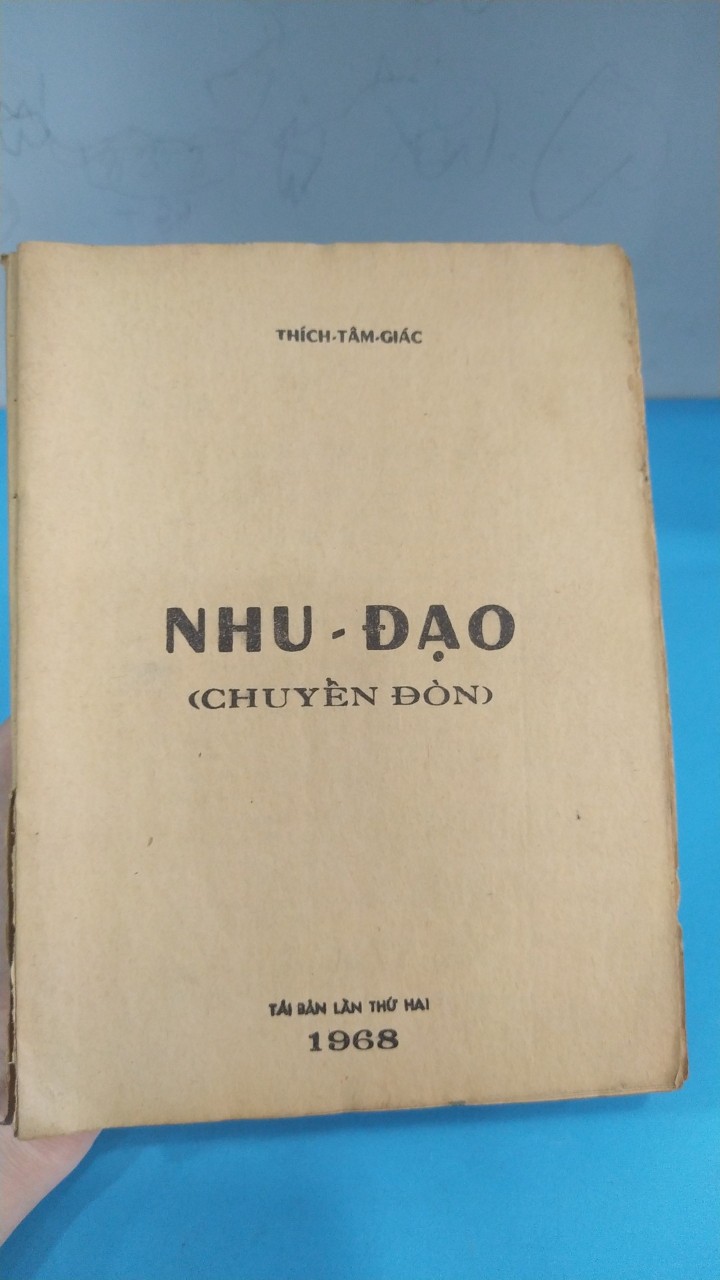 THÍCH-TÂM-GIÁC
NHU-ĐẠO
(CHUYỀN ĐÒN)
TÁI BẢN LẦN THỨ HAI
1968